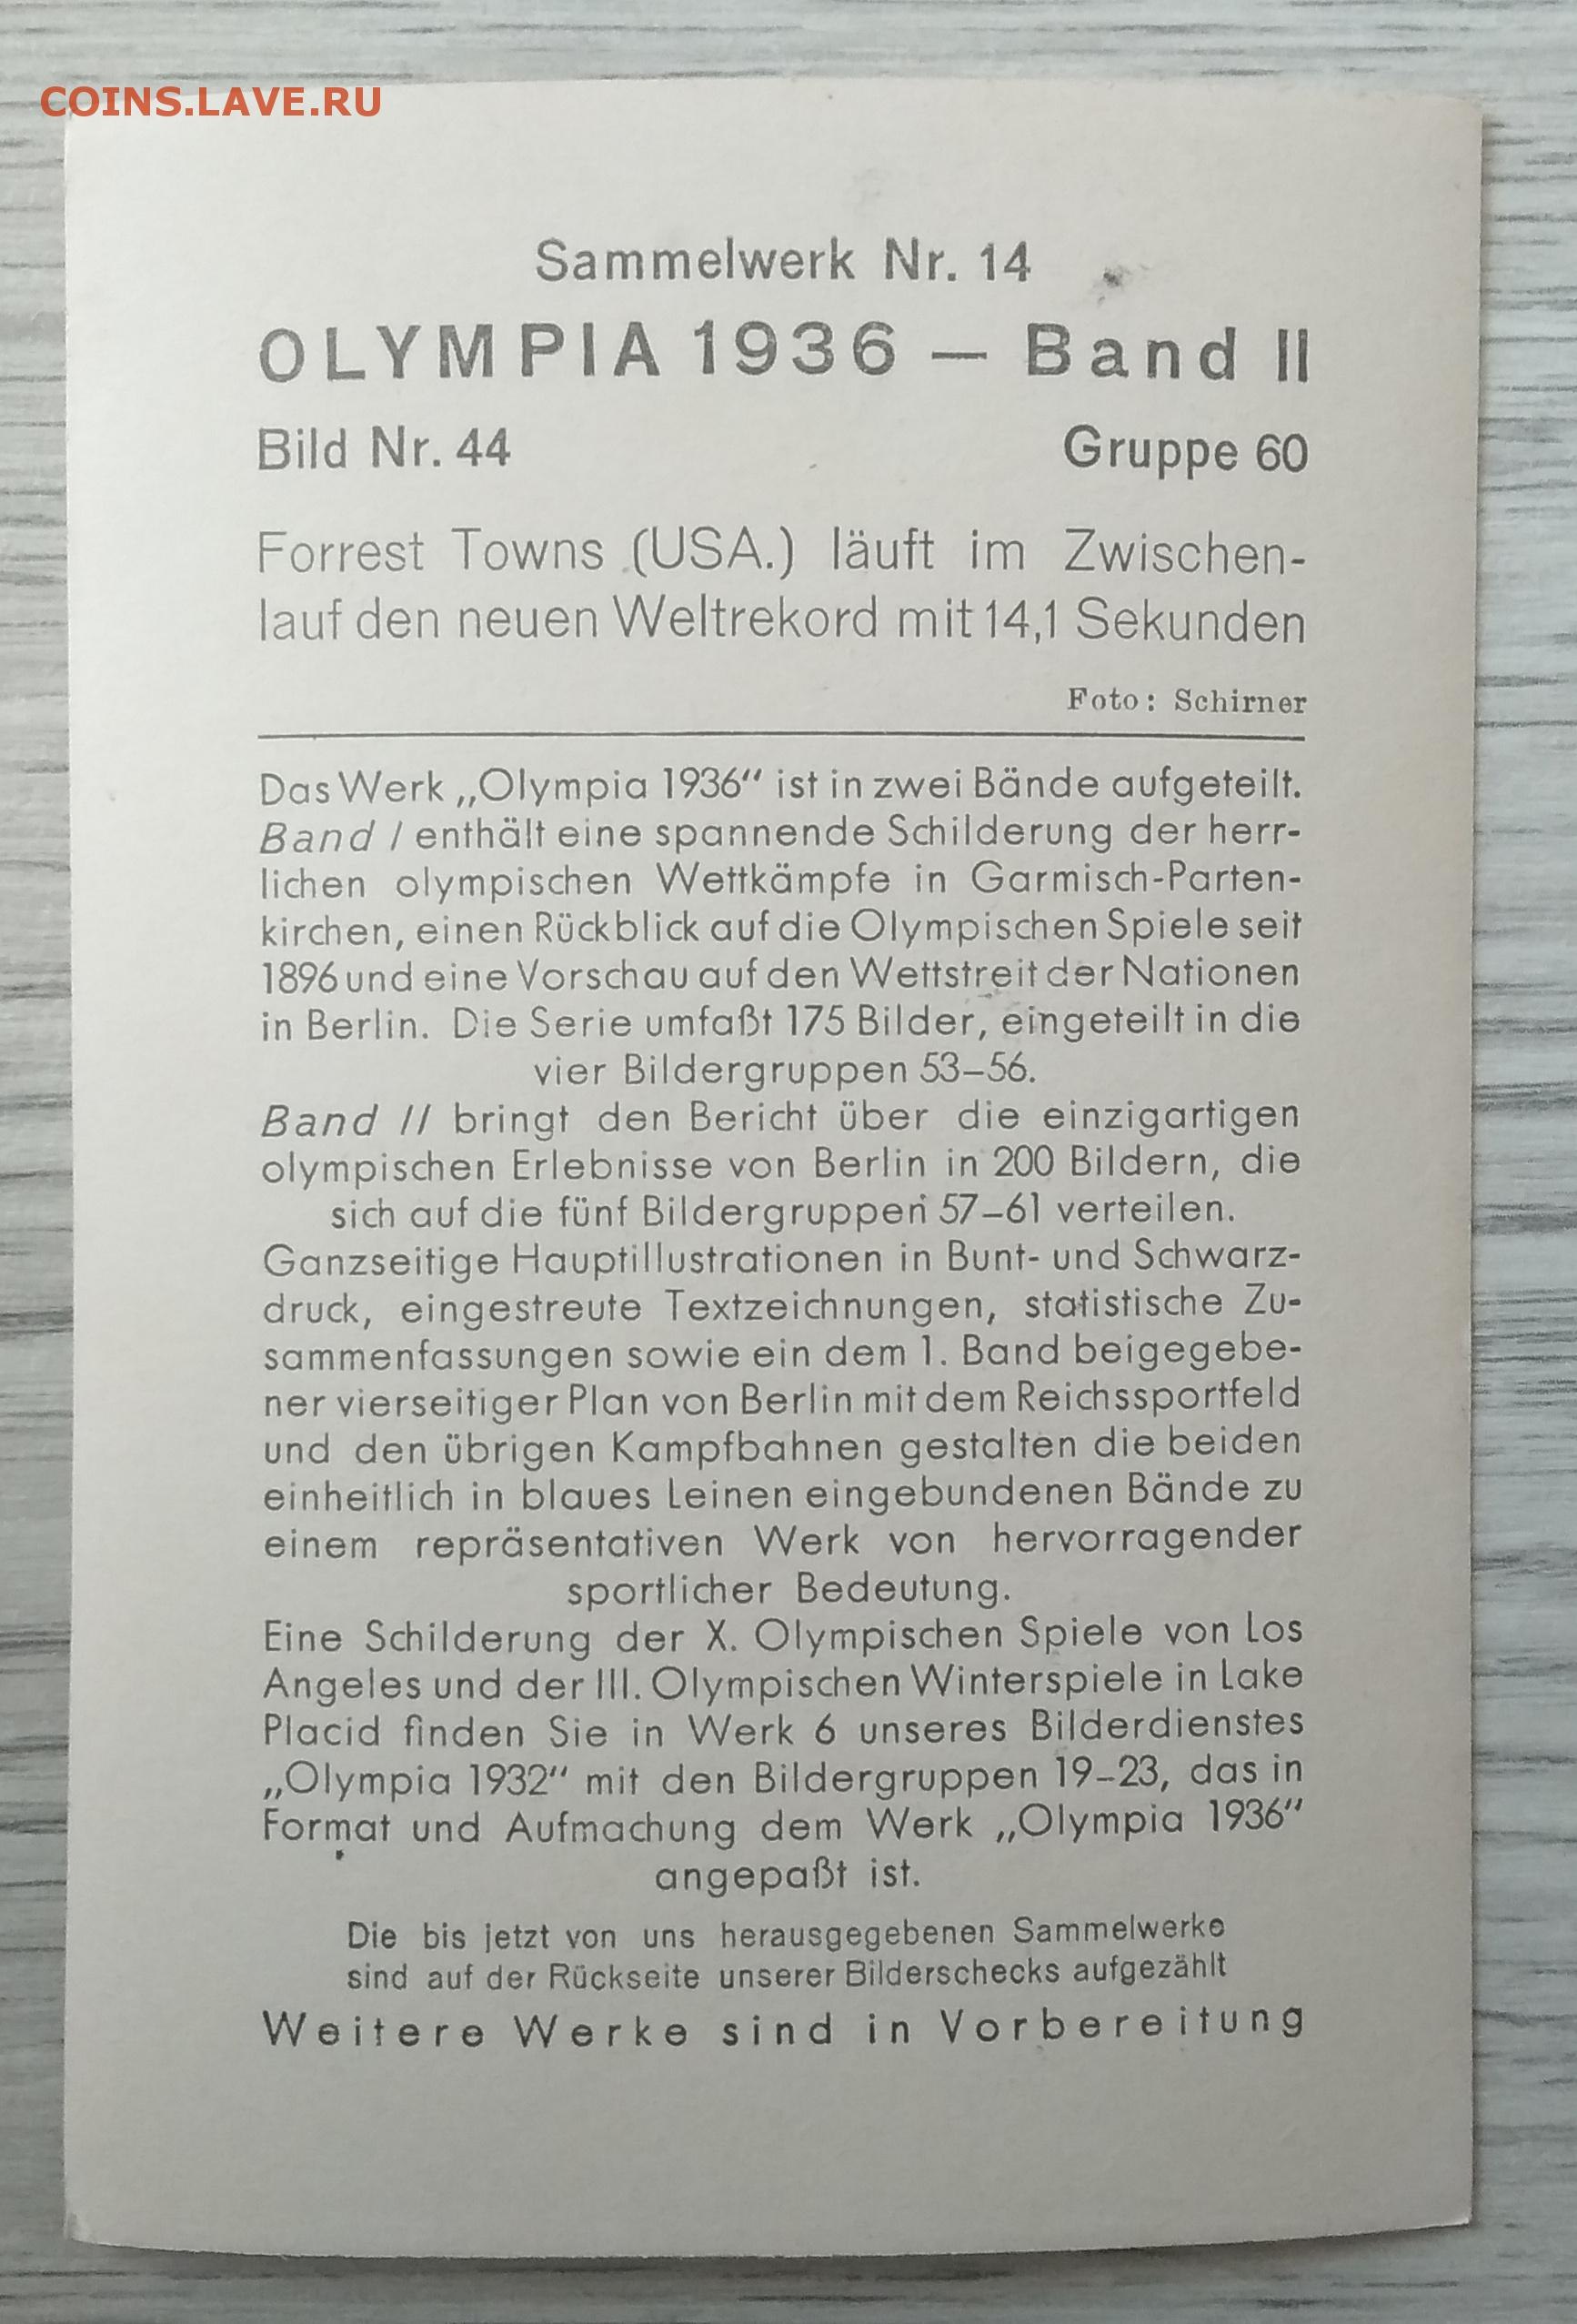 COINS.LAVE.RU
Sammelwerk Nr. 14
OLYMPIA 1936 — Band II
Bild Nr. 44 Gruppe 60
Forrest Towns (USA.) läuft im Zwischen-
lauf den neuen Weltrekord mit 14,1 Sekunden
Foto: Schirner
Das Werk „Olympia 1936“ ist in zwei Bände aufgeteilt.
Band I enthält eine spannende Schilderung der herr-
lichen olympischen Wettkämpfe in Garmisch-Parten-
kirchen, einen Rückblick auf die Olympischen Spiele seit
1896 und eine Vorschau auf den Wettstreit der Nationen
in Berlin. Die Serie umfaßt 175 Bilder, eingeteilt in die
vier Bildergruppen 53–56.
Band II bringt den Bericht über die einzigartigen
olympischen Erlebnisse von Berlin in 200 Bildern, die
sich auf die fünf Bildergruppen 57–61 verteilen.
Ganzseitige Hauptillustrationen in Bunt- und Schwarz-
druck, eingestreute Textzeichnungen, statistische Zu-
sammenfassungen sowie ein dem 1. Band beigegebe-
ner vierseitiger Plan von Berlin mit dem Reichssportfeld
und den übrigen Kampfbahnen gestalten die beiden
einheitlich in blaues Leinen eingebundenen Bände zu
einem repräsentativen Werk von hervorragender
sportlicher Bedeutung.
Eine Schilderung der X. Olympischen Spiele von Los
Angeles und der III. Olympischen Winterspiele in Lake
Placid finden Sie in Werk 6 unseres Bilderdienstes
„Olympia 1932“ mit den Bildergruppen 19–23, das in
Format und Aufmachung dem Werk „Olympia 1936“
angepaßt ist.
Die bis jetzt von uns herausgegebenen Sammelwerke
sind auf der Rückseite unserer Bilderschecks aufgezählt
Weitere Werke sind in Vorbereitung